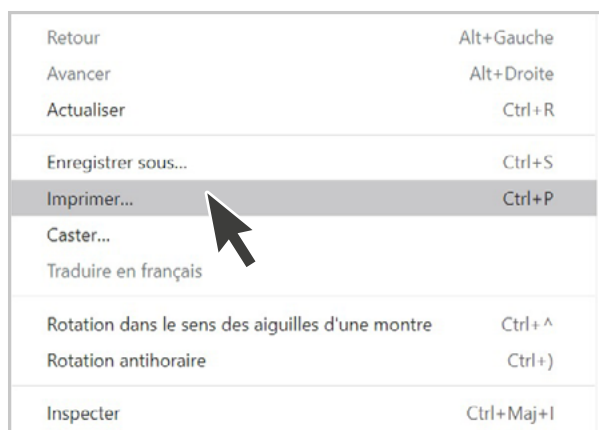 Retour Alt+Gauche
Avancer Alt+Droite
Actualiser Ctrl+R
Enregistrer sous... Ctrl+S
Imprimer... Ctrl+P
Caster...
Traduire en français
Rotation dans le sens des aiguilles d'une montre Ctrl+^
Rotation antihoraire Ctrl+)
Inspecter Ctrl+Maj+I